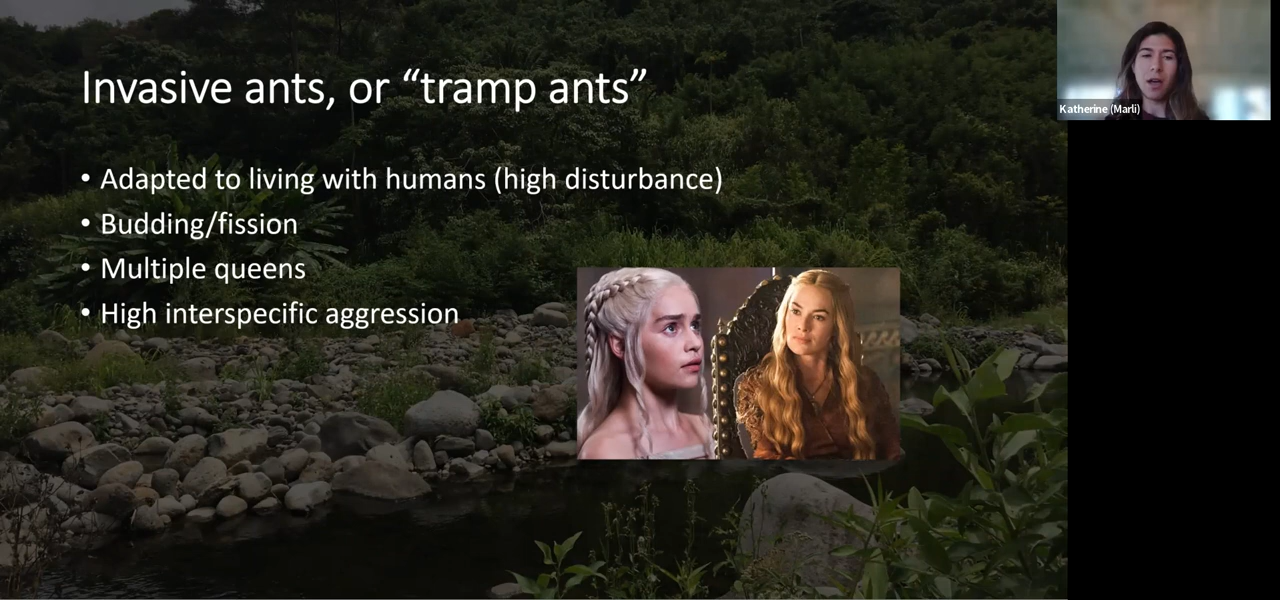 Invasive ants, or “tramp ants”
• Adapted to living with humans (high disturbance)
• Budding/fission
• Multiple queens
• High interspecific aggression
Katherine (Marli)